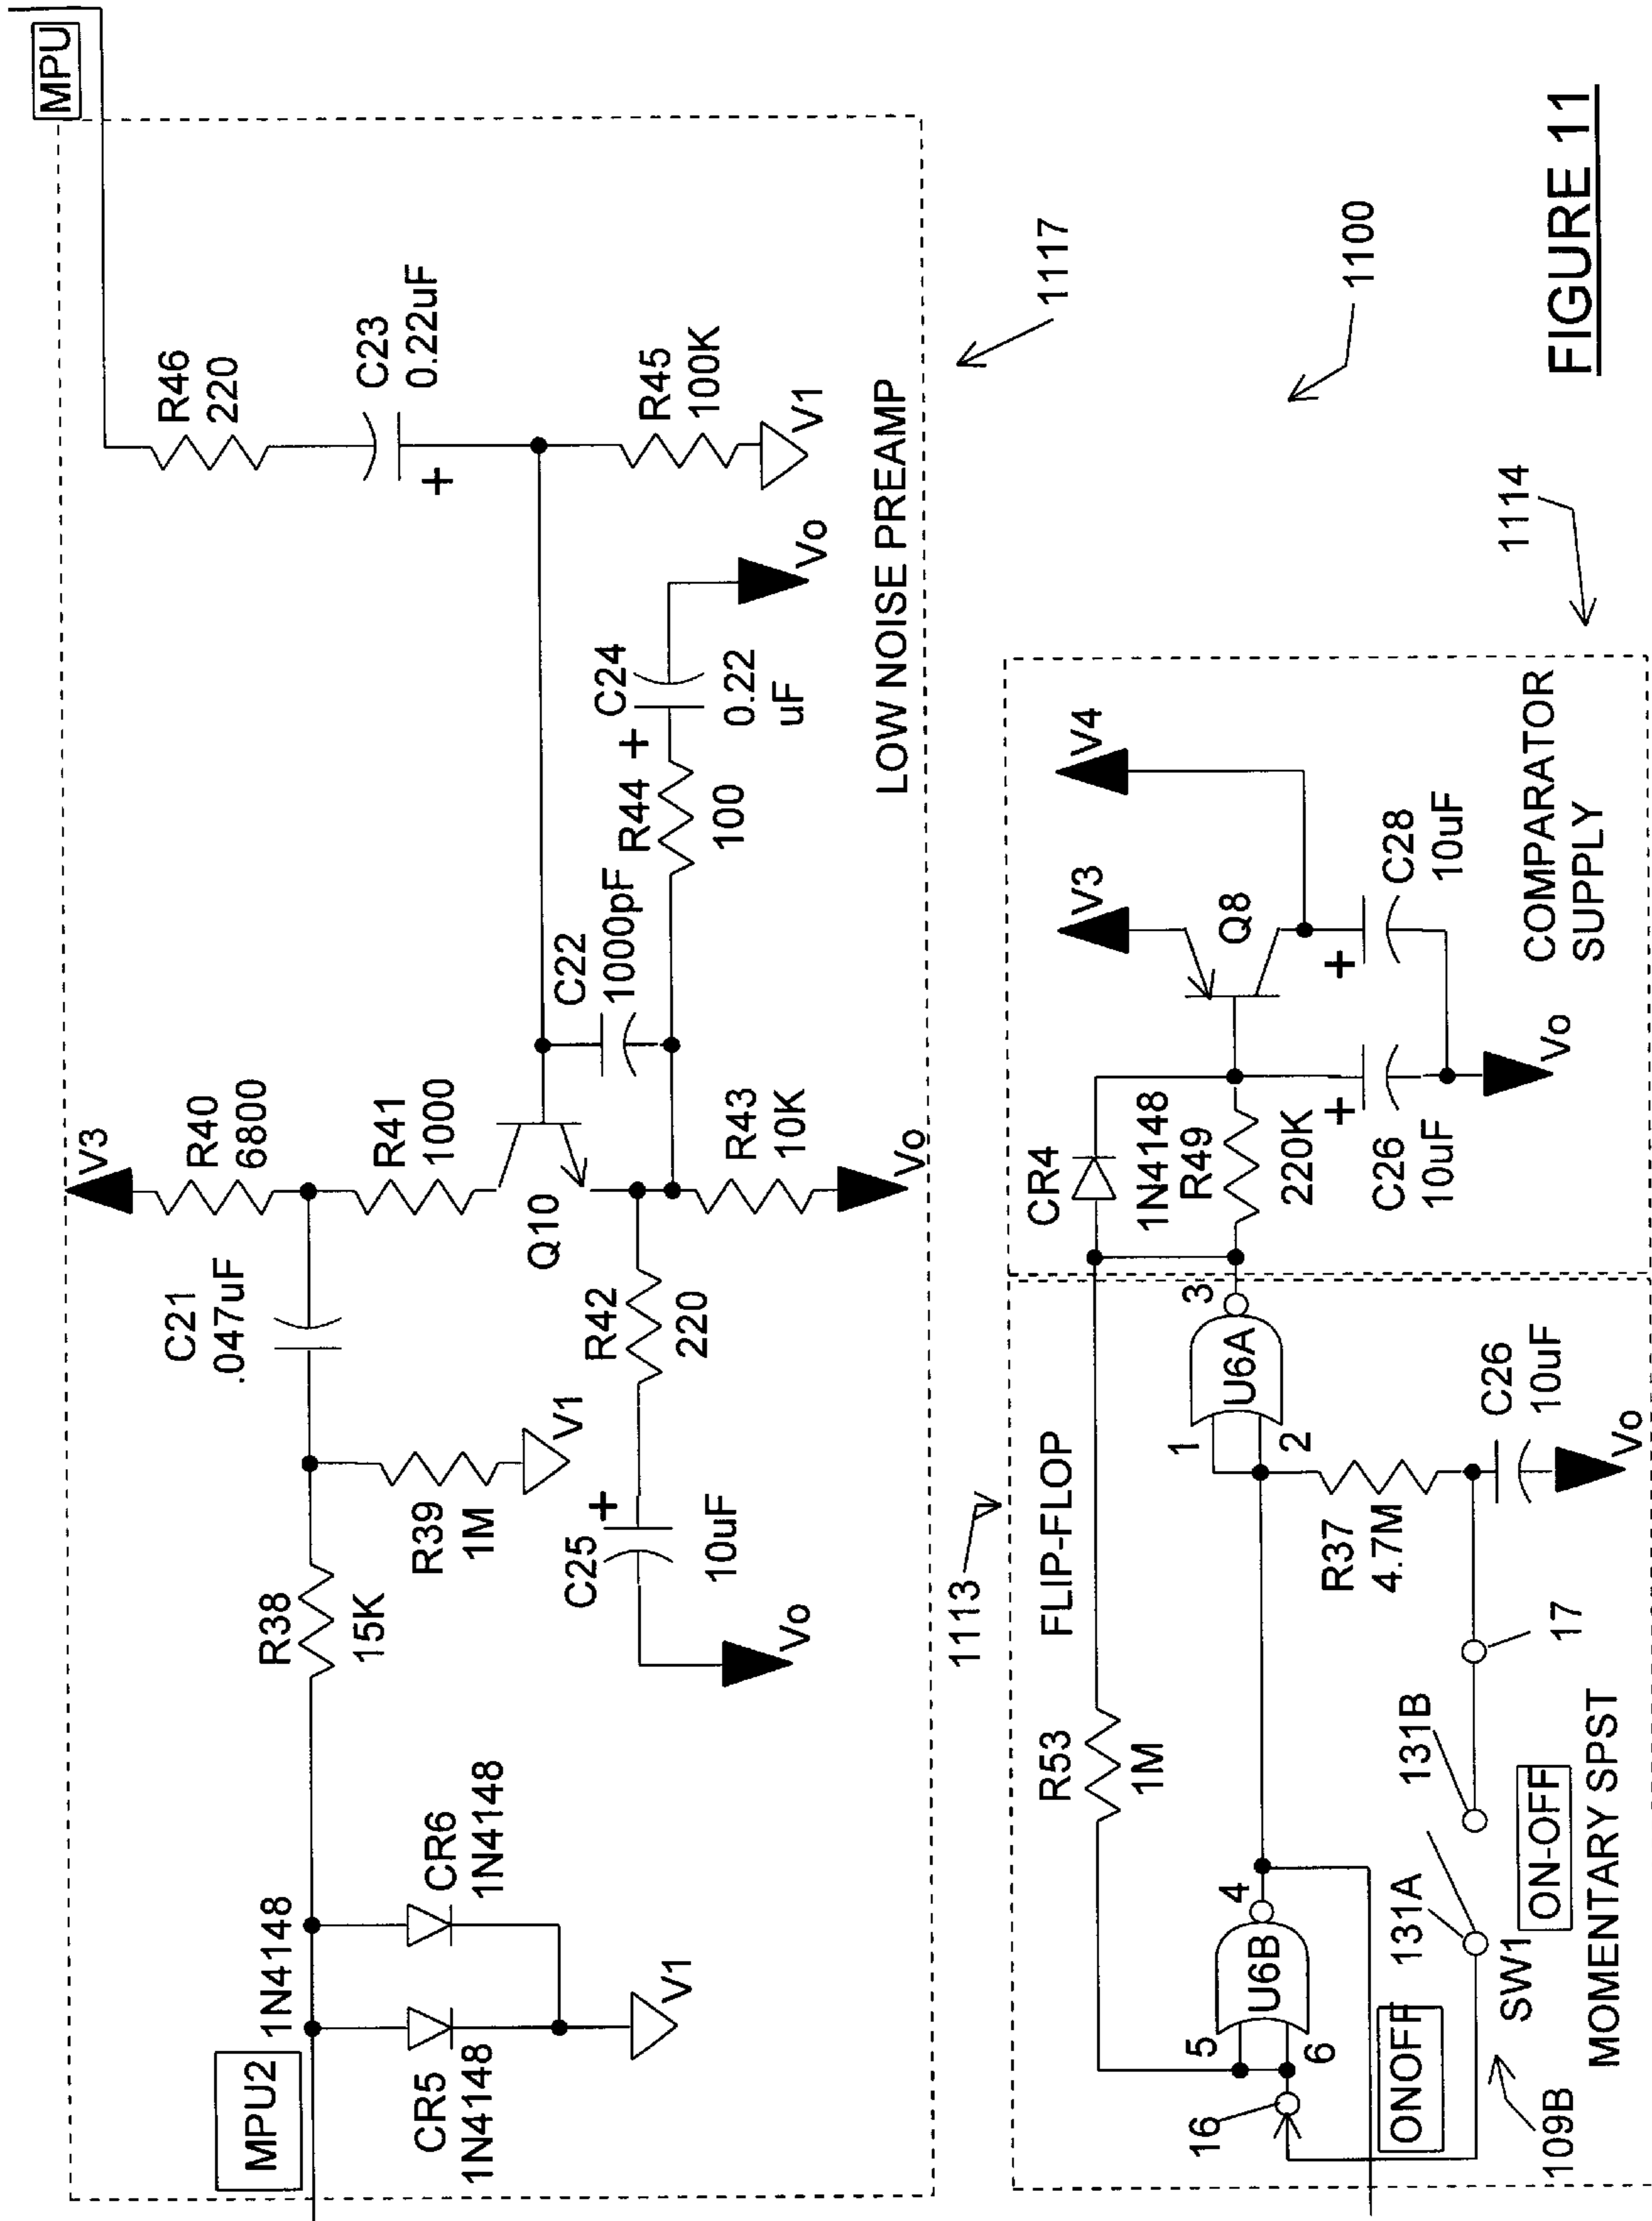 MPU
R46
220
C23
0.22uF
R45
100K
V1
V3
R40
6800
R41
1000
C22
1000pF
R44
100
C24
0.22
uF
Vo
Q10
R43
10K
Vo
C21
.047uF
R42
220
C25
10uF
Vo
R38
15K
R39
1M
V1
MPU2
1N4148
CR6
1N4148
CR5
1N4148
V1
LOW NOISE PREAMP
1117
1100
1113
FLIP-FLOP
R53
1M
U6B
5
6
4
16
ONOFF
U6A
1
2
3
R37
4.7M
C26
10uF
Vo
17
131B
131A
SW1
ON-OFF
MOMENTARY SPST
109B
CR4
1N4148
R49
220K
C26
10uF
Vo
V3
Q8
V4
C28
10uF
COMPARATOR
SUPPLY
1114
+
+
+
+
+
FIGURE 11